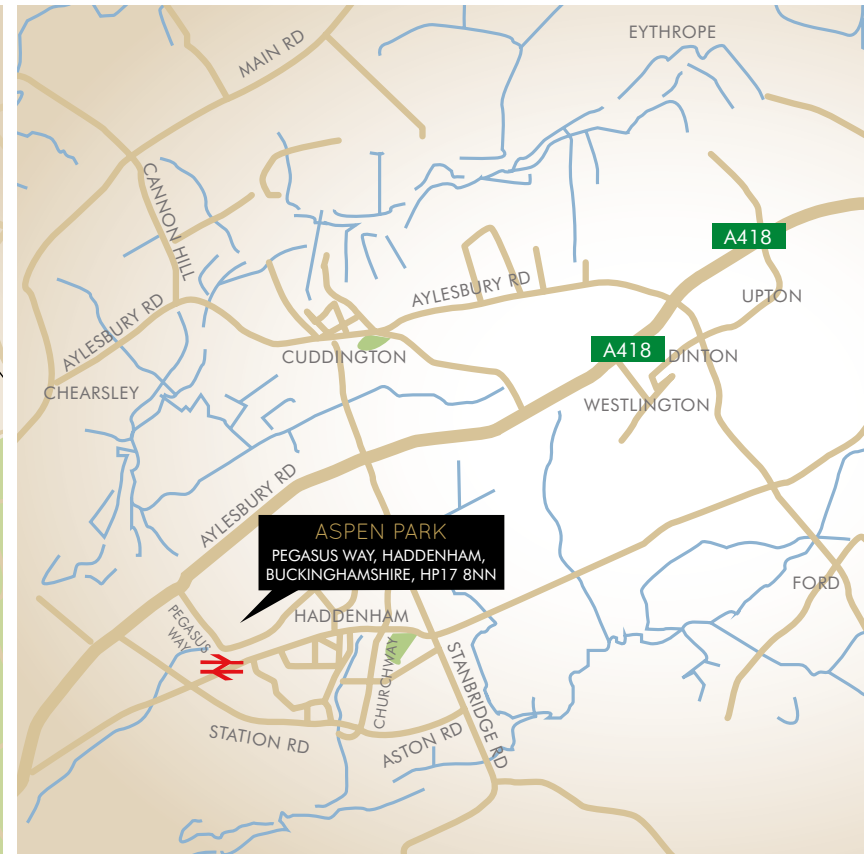 EYTHROPE
MAIN RD
CANNON HILL
A418
AYLESBURY RD
UPTON
AYLESBURY RD
CUDDINGTON
A418
DINTON
CHEARSLEY
WESTLINGTON
AYLESBURY RD
ASPEN PARK
PEGASUS WAY, HADDENHAM,
BUCKINGHAMSHIRE, HP17 8NN
FORD
HADDENHAM
PEGASUS
WAY
CHURCHWAY
STANBRIDGE RD
STATION RD
ASTON RD